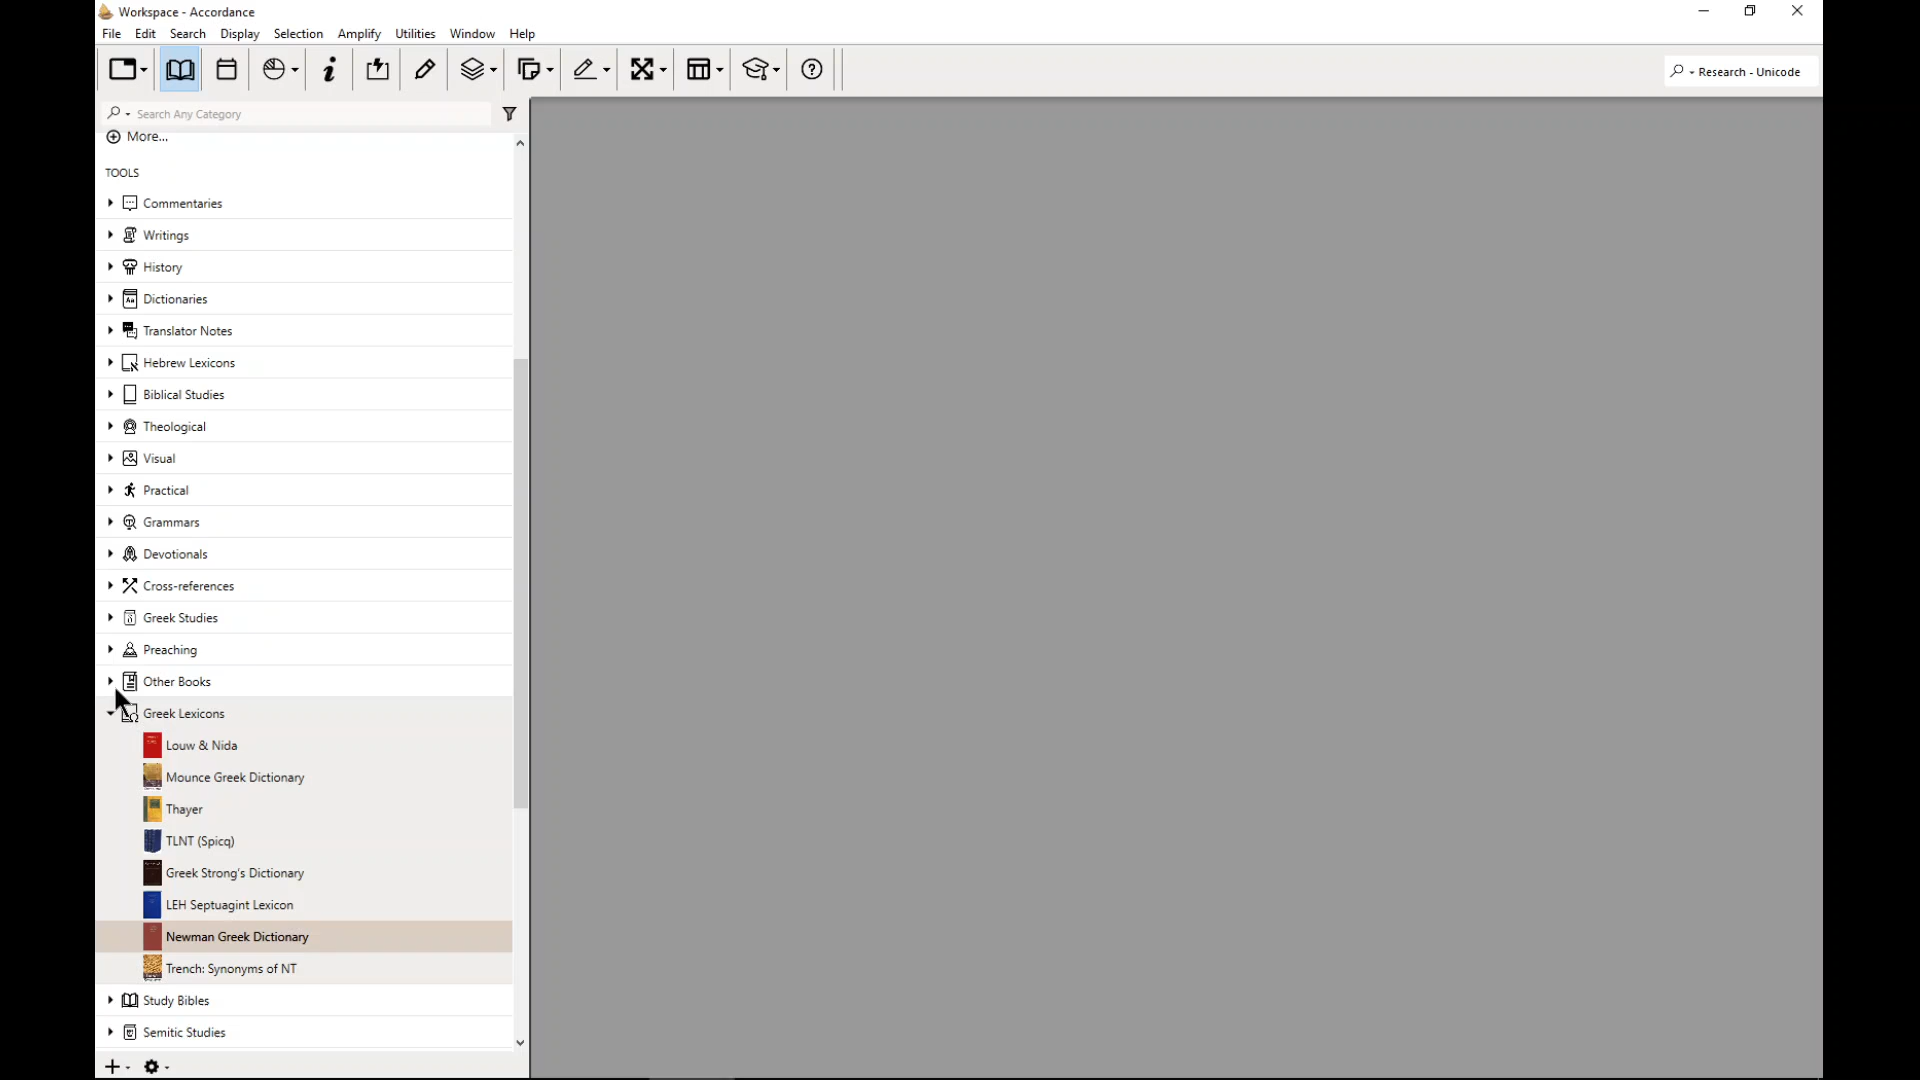 Workspace - Accordance
File Edit Search Display Selection Amplify Utilities Window Help
Research - Unicode
Search Any Category
More...
TOOLS
Commentaries
Writings
History
Dictionaries
Translator Notes
Hebrew Lexicons
Biblical Studies
Theological
Visual
Practical
Grammars
Devotionals
Cross-references
Greek Studies
Preaching
Other Books
Greek Lexicons
Louw & Nida
Mounce Greek Dictionary
Thayer
TLNT (Spicq)
Greek Strong's Dictionary
LEH Septuagint Lexicon
Newman Greek Dictionary
Trench: Synonyms of NT
Study Bibles
Semitic Studies